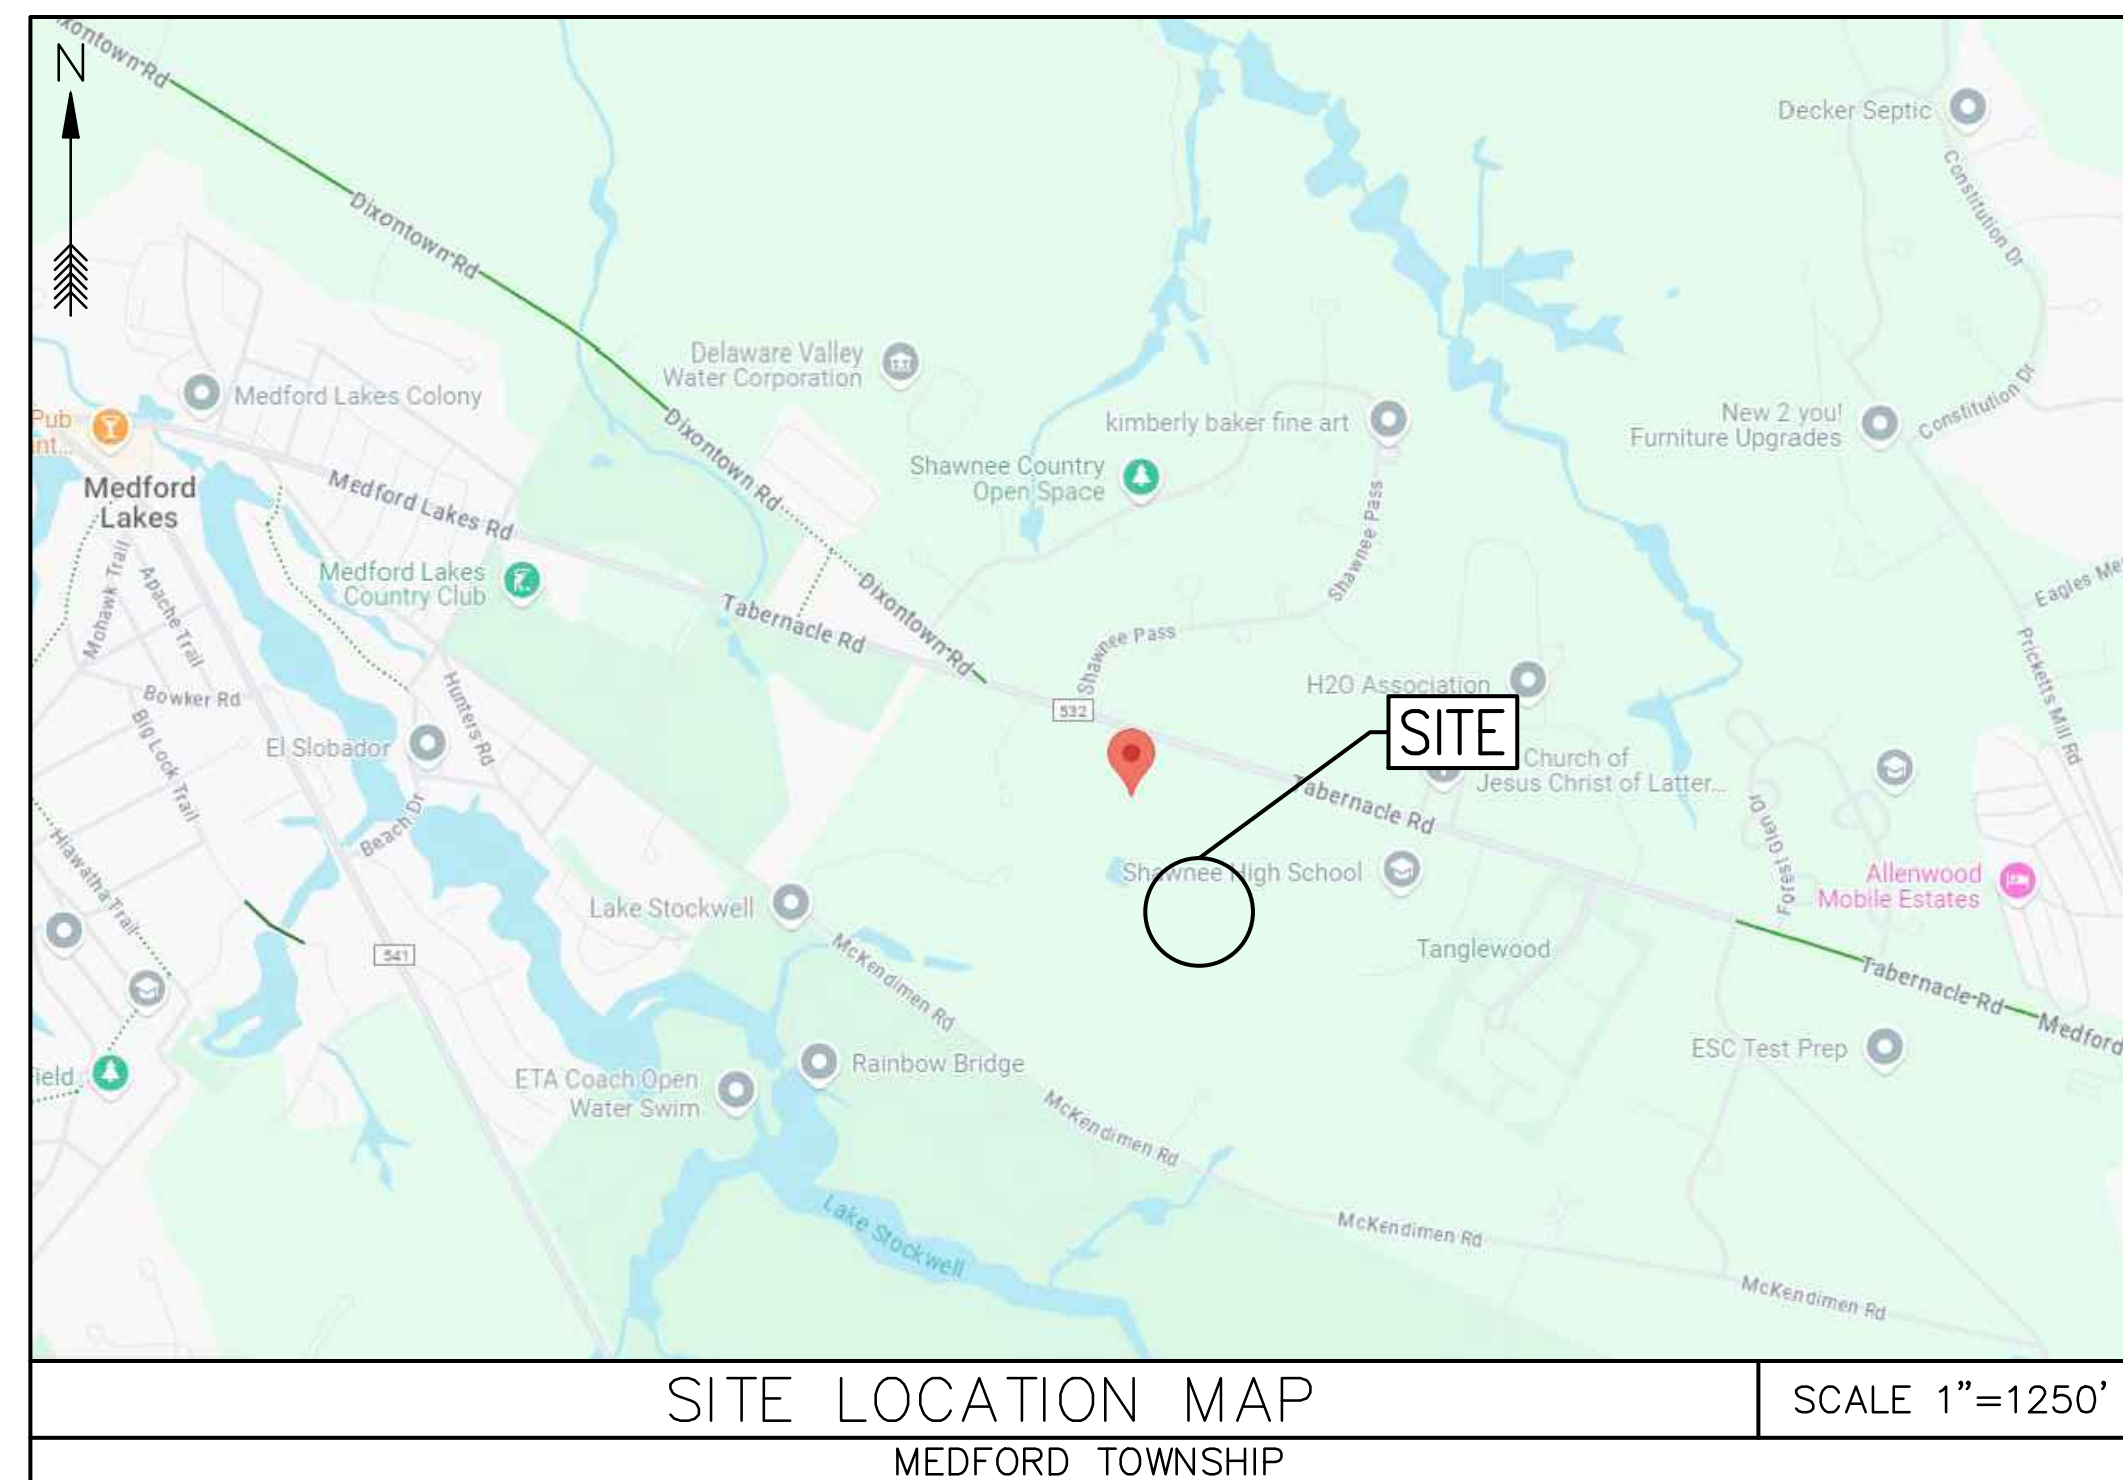 N
Dixontown Rd
Dixontown Rd
Decker Septic
Constitution Dr
Delaware Valley
Water Corporation
Medford Lakes Colony
Pub
kimberly baker fine art
New 2 you!
Furniture Upgrades
Constitution Dr
Dixontown Rd
Shawnee Country
Open Space
Medford
Lakes
Medford Lakes Rd
Shawnee Pass
Medford Lakes
Country Club
Mohawk Trail
Apache Trail
Tabernacle Rd
Dixontown Rd
Shawnee Pass
Eagles
Pricketts Mill Rd
Bowker Rd
Hunters Rd
H2O Association
532
SITE
Big Lock Trail
El Slobador
Church of
Jesus Christ of Latter...
Tabernacle Rd
Beach Dr
Hiawatha Trail
Shawnee High School
Forest Glen Dr
Allenwood
Mobile Estates
Lake Stockwell
541
McKendimen Rd
Tanglewood
Tabernacle Rd
Medford
ESC Test Prep
ield
ETA Coach Open
Water Swim
Rainbow Bridge
McKendimen Rd
Lake Stockwell
McKendimen Rd
McKendimen Rd
SITE LOCATION MAP
SCALE 1"=1250'
MEDFORD TOWNSHIP